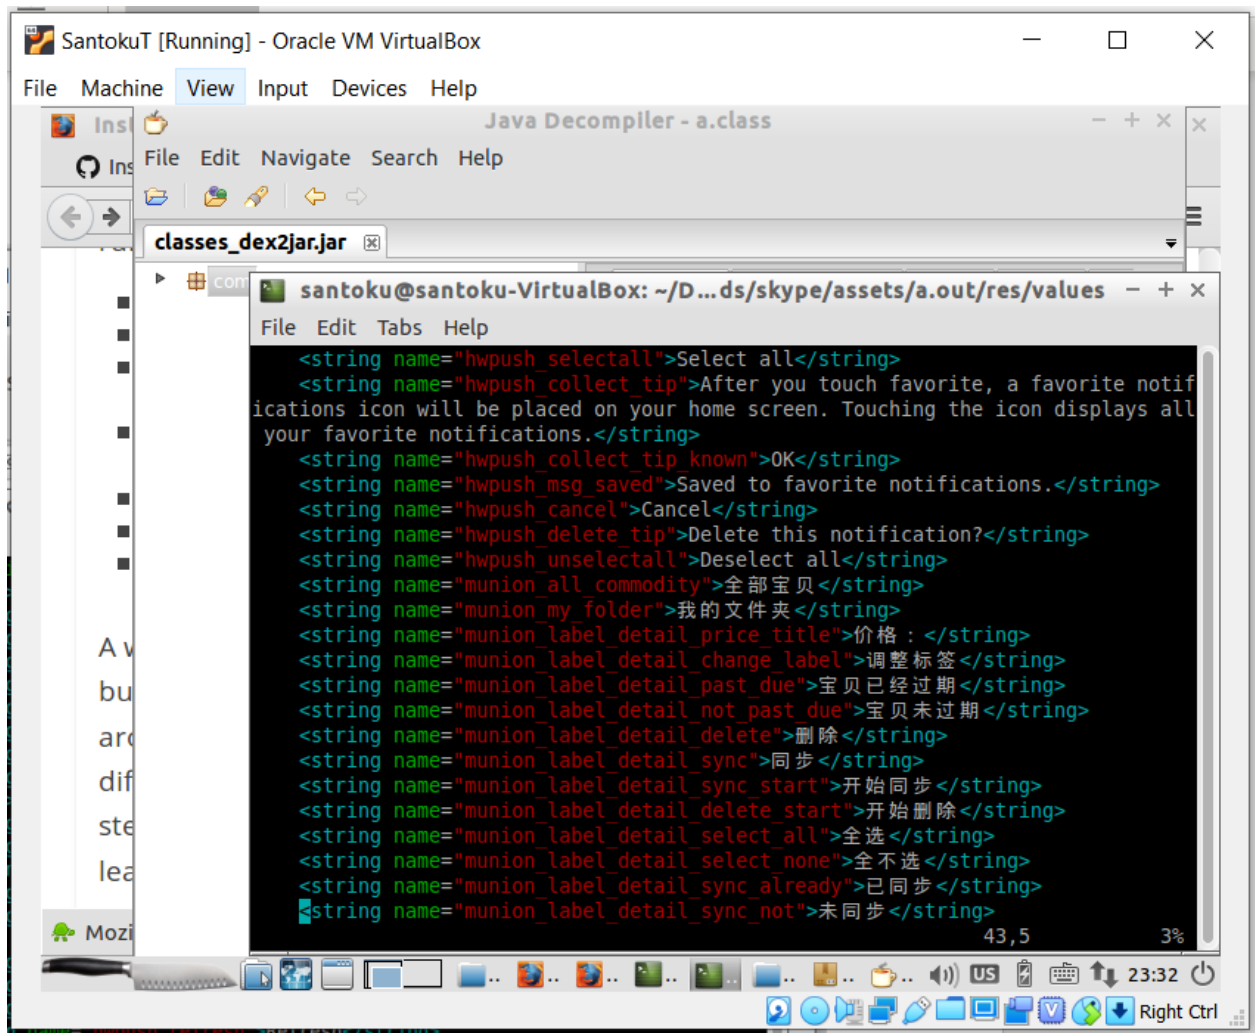 SantokuT [Running] - Oracle VM VirtualBox
File Machine View Input Devices Help
Inst
Java Decompiler - a.class
Ins
File Edit Navigate Search Help
classes_dex2jar.jar
com
santoku@santoku-VirtualBox: ~/D...ds/skype/assets/a.out/res/values
File Edit Tabs Help
<string name="hwpush_selectall">Select all</string>
<string name="hwpush_collect_tip">After you touch favorite, a favorite notif
ications icon will be placed on your home screen. Touching the icon displays all
your favorite notifications.</string>
<string name="hwpush_collect_tip_known">OK</string>
<string name="hwpush_msg_saved">Saved to favorite notifications.</string>
<string name="hwpush_cancel">Cancel</string>
<string name="hwpush_delete_tip">Delete this notification?</string>
<string name="hwpush_unselectall">Deselect all</string>
<string name="munion_all_commodity">全部宝贝</string>
<string name="munion_my_folder">我的文件夹</string>
<string name="munion_label_detail_price_title">价格：</string>
<string name="munion_label_detail_change_label">调整标签</string>
<string name="munion_label_detail_past_due">宝贝已经过期</string>
<string name="munion_label_detail_not_past_due">宝贝未过期</string>
<string name="munion_label_detail_delete">删除</string>
<string name="munion_label_detail_sync">同步</string>
<string name="munion_label_detail_sync_start">开始同步</string>
<string name="munion_label_detail_delete_start">开始删除</string>
<string name="munion_label_detail_select_all">全选</string>
<string name="munion_label_detail_select_none">全不选</string>
<string name="munion_label_detail_sync_already">已同步</string>
<string name="munion_label_detail_sync_not">未同步</string>
43,5 3%
A w
bu
arc
dif
ste
lea
Mozi
.. .. .. .. .. .. .. .. US 23:32
Right Ctrl